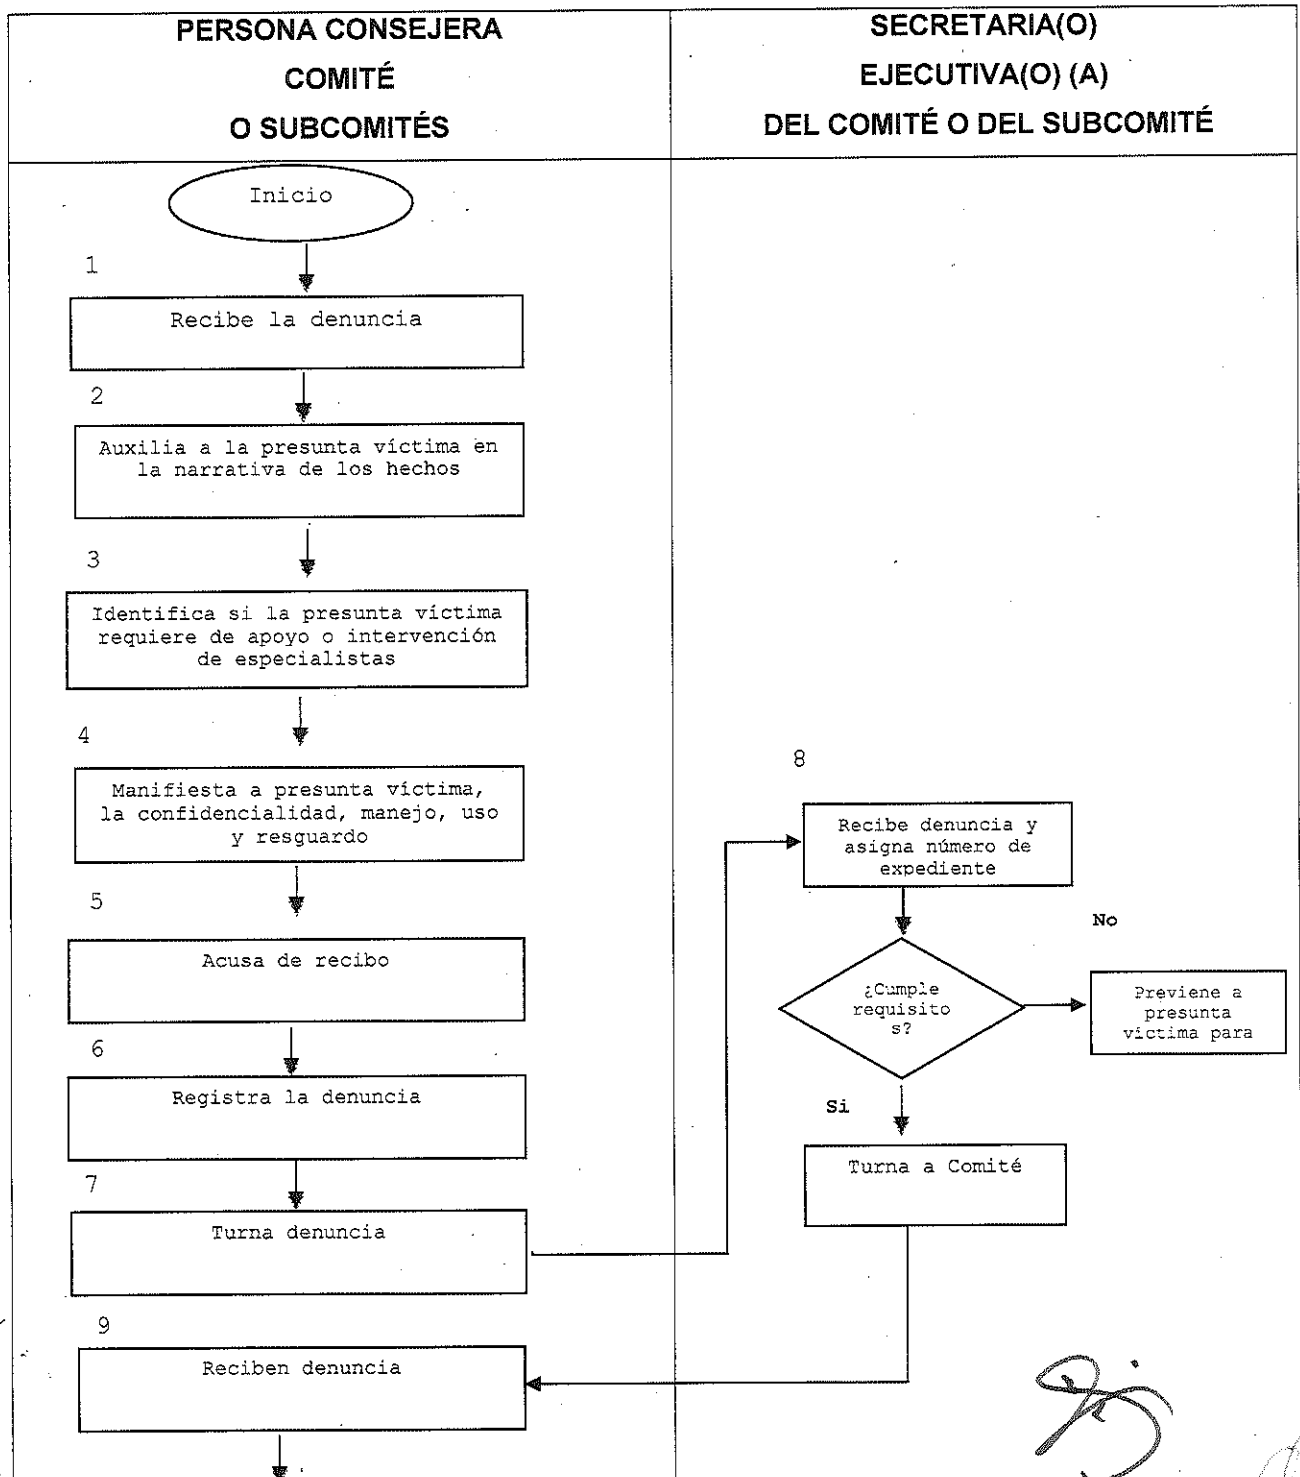 PERSONA CONSEJERA
COMITÉ
O SUBCOMITÉS
SECRETARIA(O)
EJECUTIVA(O) (A)
DEL COMITÉ O DEL SUBCOMITÉ
Inicio
1
Recibe la denuncia
2
Auxilia a la presunta víctima en
la narrativa de los hechos
3
Identifica si la presunta víctima
requiere de apoyo o intervención
de especialistas
4
Manifiesta a presunta víctima,
la confidencialidad, manejo, uso
y resguardo
5
Acusa de recibo
6
Registra la denuncia
7
Turna denuncia
8
Recibe denuncia y
asigna número de
expediente
¿Cumple
requisito
s?
No
Previene a
presunta
víctima para
Si
Turna a Comité
9
Reciben denuncia